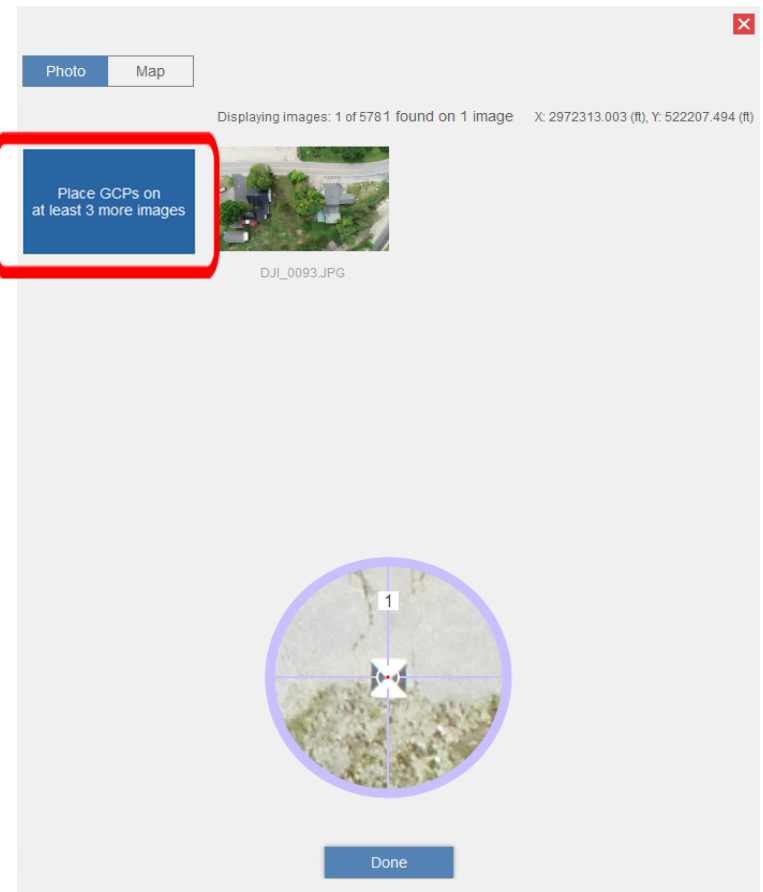 Photo Map
Displaying images: 1 of 5781 found on 1 image X: 2972313.003 (ft), Y: 522207.494 (ft)
Place GCPs on
at least 3 more images
DJI_0093.JPG
1
Done